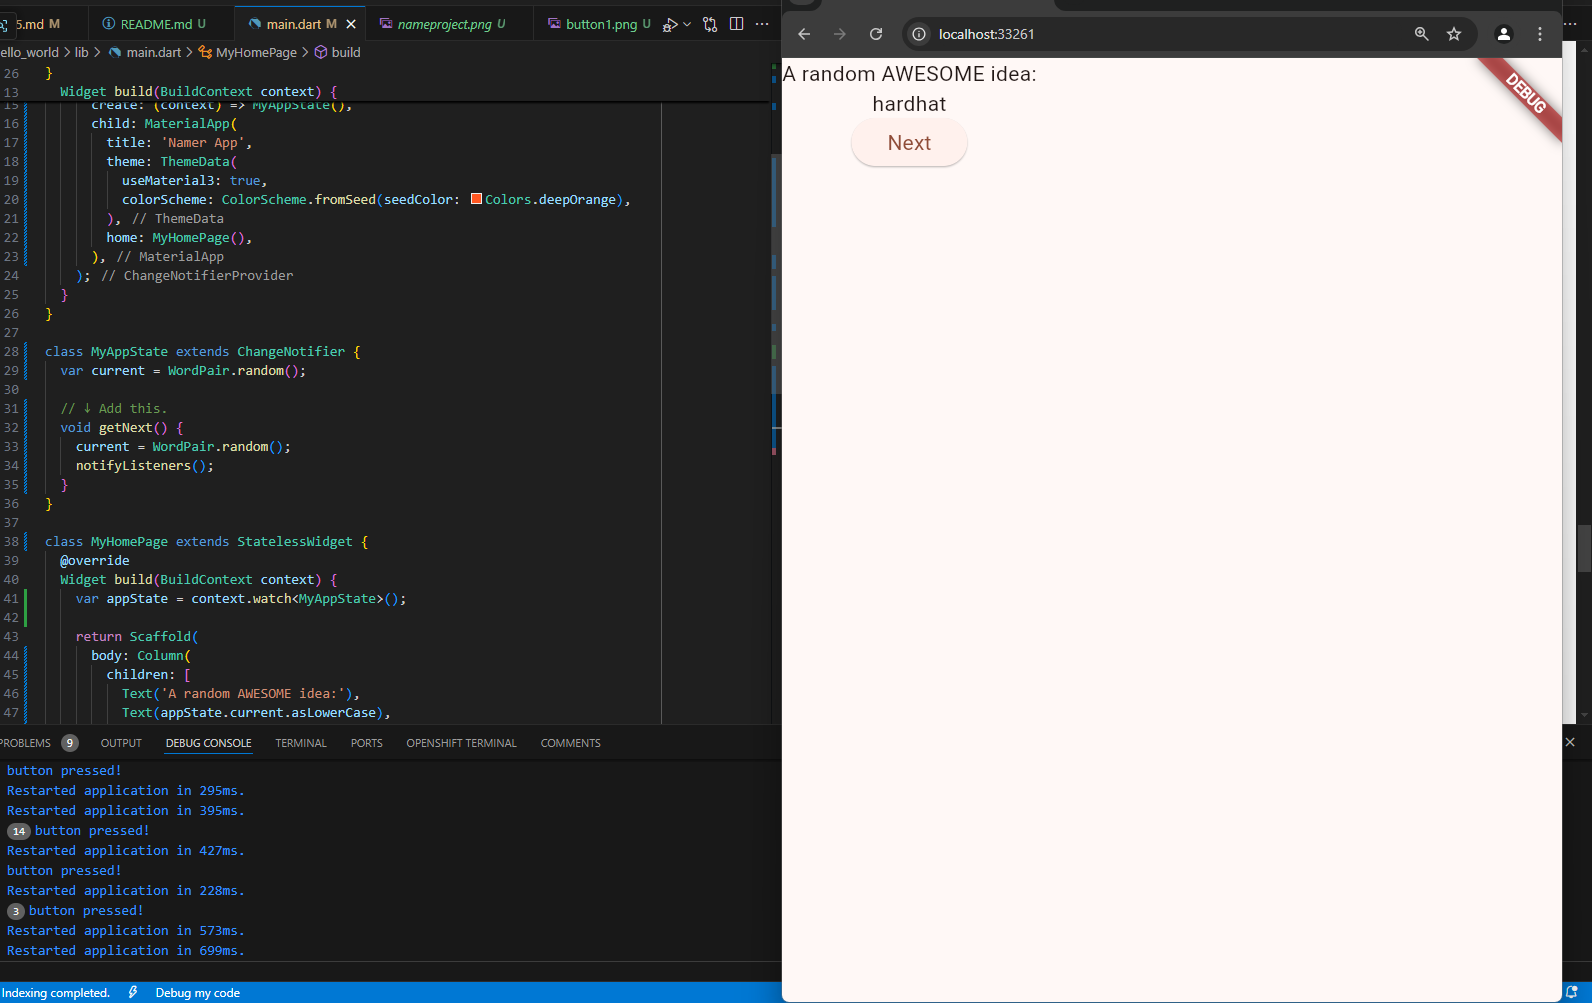 5.md M
README.md U
main.dart M
nameproject.png U
button1.png U
ello_world > lib > main.dart > MyHomePage > build
26 }
13 Widget build(BuildContext context) {
15 create: (context) => MyAppState(),
16 child: MaterialApp(
17 title: 'Namer App',
18 theme: ThemeData(
19 useMaterial3: true,
20 colorScheme: ColorScheme.fromSeed(seedColor: Colors.deepOrange),
21 ), // ThemeData
22 home: MyHomePage(),
23 ), // MaterialApp
24 ); // ChangeNotifierProvider
25 }
26 }
27
28 class MyAppState extends ChangeNotifier {
29 var current = WordPair.random();
30
31 // ↓ Add this.
32 void getNext() {
33 current = WordPair.random();
34 notifyListeners();
35 }
36 }
37
38 class MyHomePage extends StatelessWidget {
39 @override
40 Widget build(BuildContext context) {
41 var appState = context.watch<MyAppState>();
42
43 return Scaffold(
44 body: Column(
45 children: [
46 Text('A random AWESOME idea:'),
47 Text(appState.current.asLowerCase),
PROBLEMS 9 OUTPUT DEBUG CONSOLE TERMINAL PORTS OPENSHIFT TERMINAL COMMENTS
button pressed!
Restarted application in 295ms.
Restarted application in 395ms.
14 button pressed!
Restarted application in 427ms.
button pressed!
Restarted application in 228ms.
3 button pressed!
Restarted application in 573ms.
Restarted application in 699ms.
Indexing completed. Debug my code
localhost:33261
A random AWESOME idea:
hardhat
Next
DEBUG